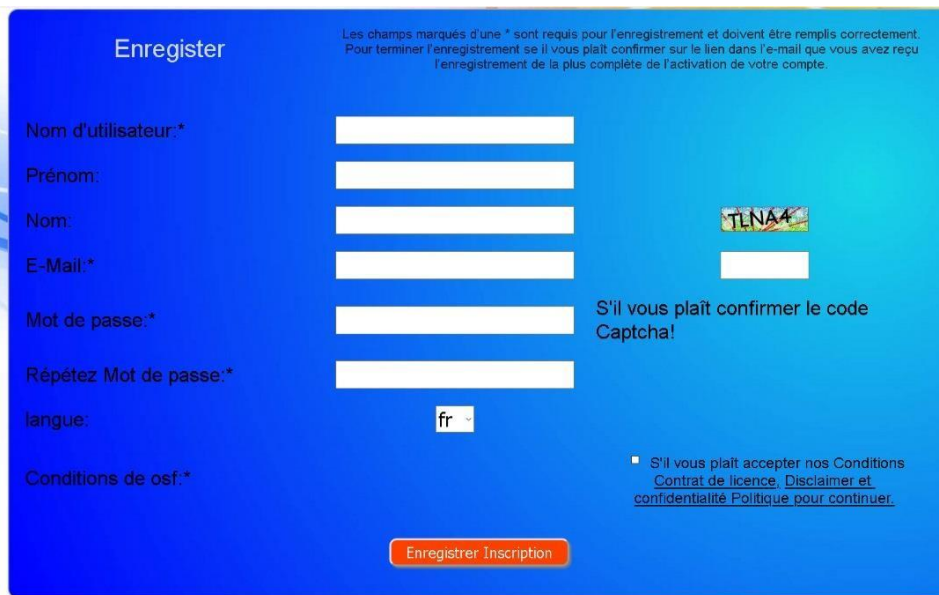 Enregister
Les champs marqués d'une * sont requis pour l'enregistrement et doivent être remplis correctement.
Pour terminer l'enregistrement se il vous plaît confirmer sur le lien dans l'e-mail que vous avez reçu
l'enregistrement de la plus complète de l'activation de votre compte.
Nom d'utilisateur:*
Prénom:
Nom:
TLNA4
E-Mail:*
Mot de passe:*
S'il vous plaît confirmer le code
Captcha!
Répétez Mot de passe:*
langue:
fr
Conditions de osf:*
S'il vous plaît accepter nos Conditions
Contrat de licence, Disclaimer et
confidentialité Politique pour continuer.
Enregistrer Inscription